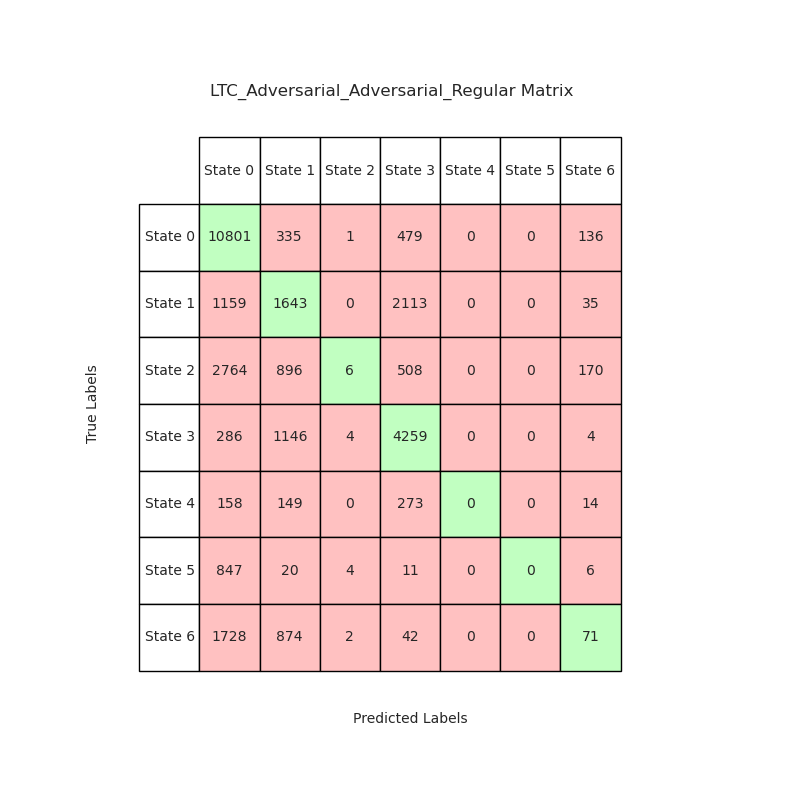 LTC_Adversarial_Adversarial_Regular Matrix
State 0 State 1 State 2 State 3 State 4 State 5 State 6
State 0 10801 335 1 479 0 0 136
State 1 1159 1643 0 2113 0 0 35
State 2 2764 896 6 508 0 0 170
State 3 286 1146 4 4259 0 0 4
State 4 158 149 0 273 0 0 14
State 5 847 20 4 11 0 0 6
State 6 1728 874 2 42 0 0 71
True Labels
Predicted Labels